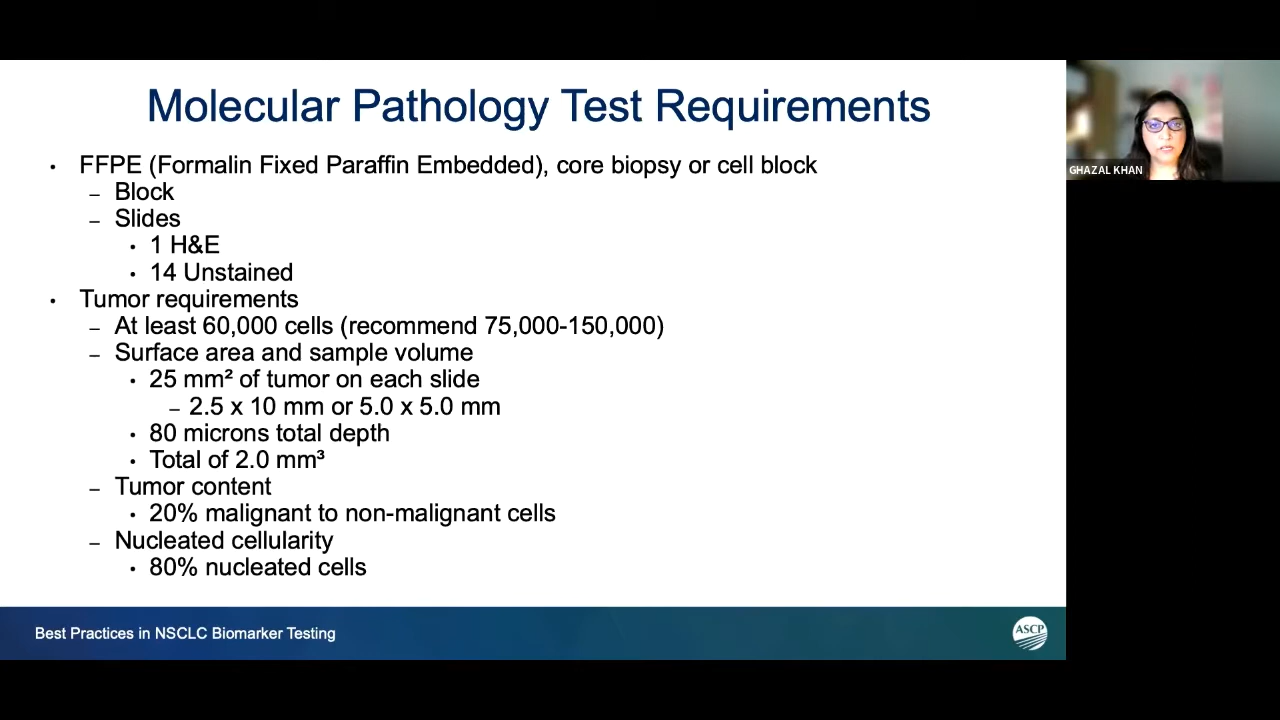 Molecular Pathology Test Requirements
• FFPE (Formalin Fixed Paraffin Embedded), core biopsy or cell block
– Block
– Slides
• 1 H&E
• 14 Unstained
• Tumor requirements
– At least 60,000 cells (recommend 75,000-150,000)
– Surface area and sample volume
• 25 mm² of tumor on each slide
– 2.5 x 10 mm or 5.0 x 5.0 mm
• 80 microns total depth
• Total of 2.0 mm³
– Tumor content
• 20% malignant to non-malignant cells
– Nucleated cellularity
• 80% nucleated cells
Best Practices in NSCLC Biomarker Testing
ASCP
GHAZAL KHAN